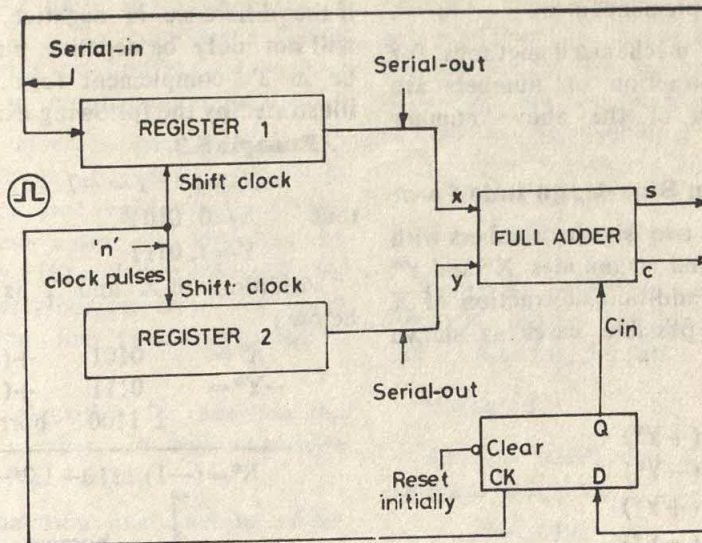 Serial-in
Serial-out
REGISTER 1
Shift clock
x
s
'n'
FULL ADDER
clock pulses
y
c
Shift clock
REGISTER 2
Cin
Serial-out
Q
Clear
Reset
initially
CK
D